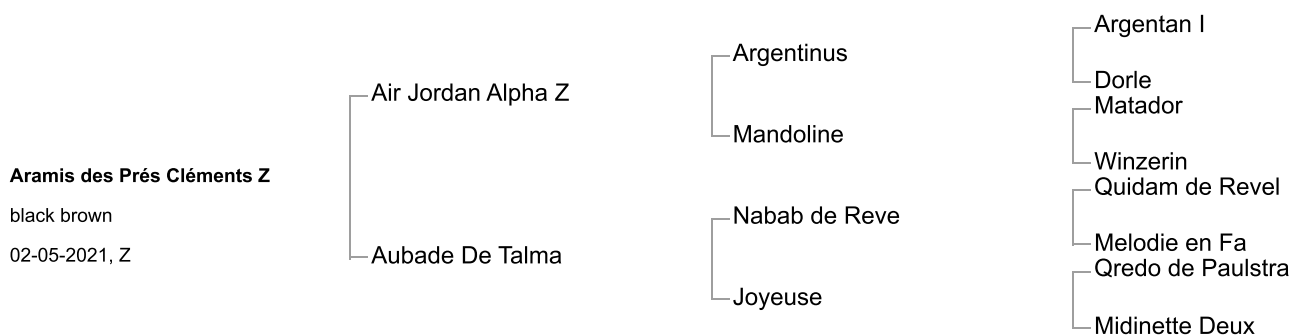 Aramis des Prés Cléments Z
black brown
02-05-2021, Z
Air Jordan Alpha Z
Aubade De Talma
Argentinus
Mandoline
Nabab de Reve
Joyeuse
Argentan I
Dorle
Matador
Winzerin
Quidam de Revel
Melodie en Fa
Qredo de Paulstra
Midinette Deux